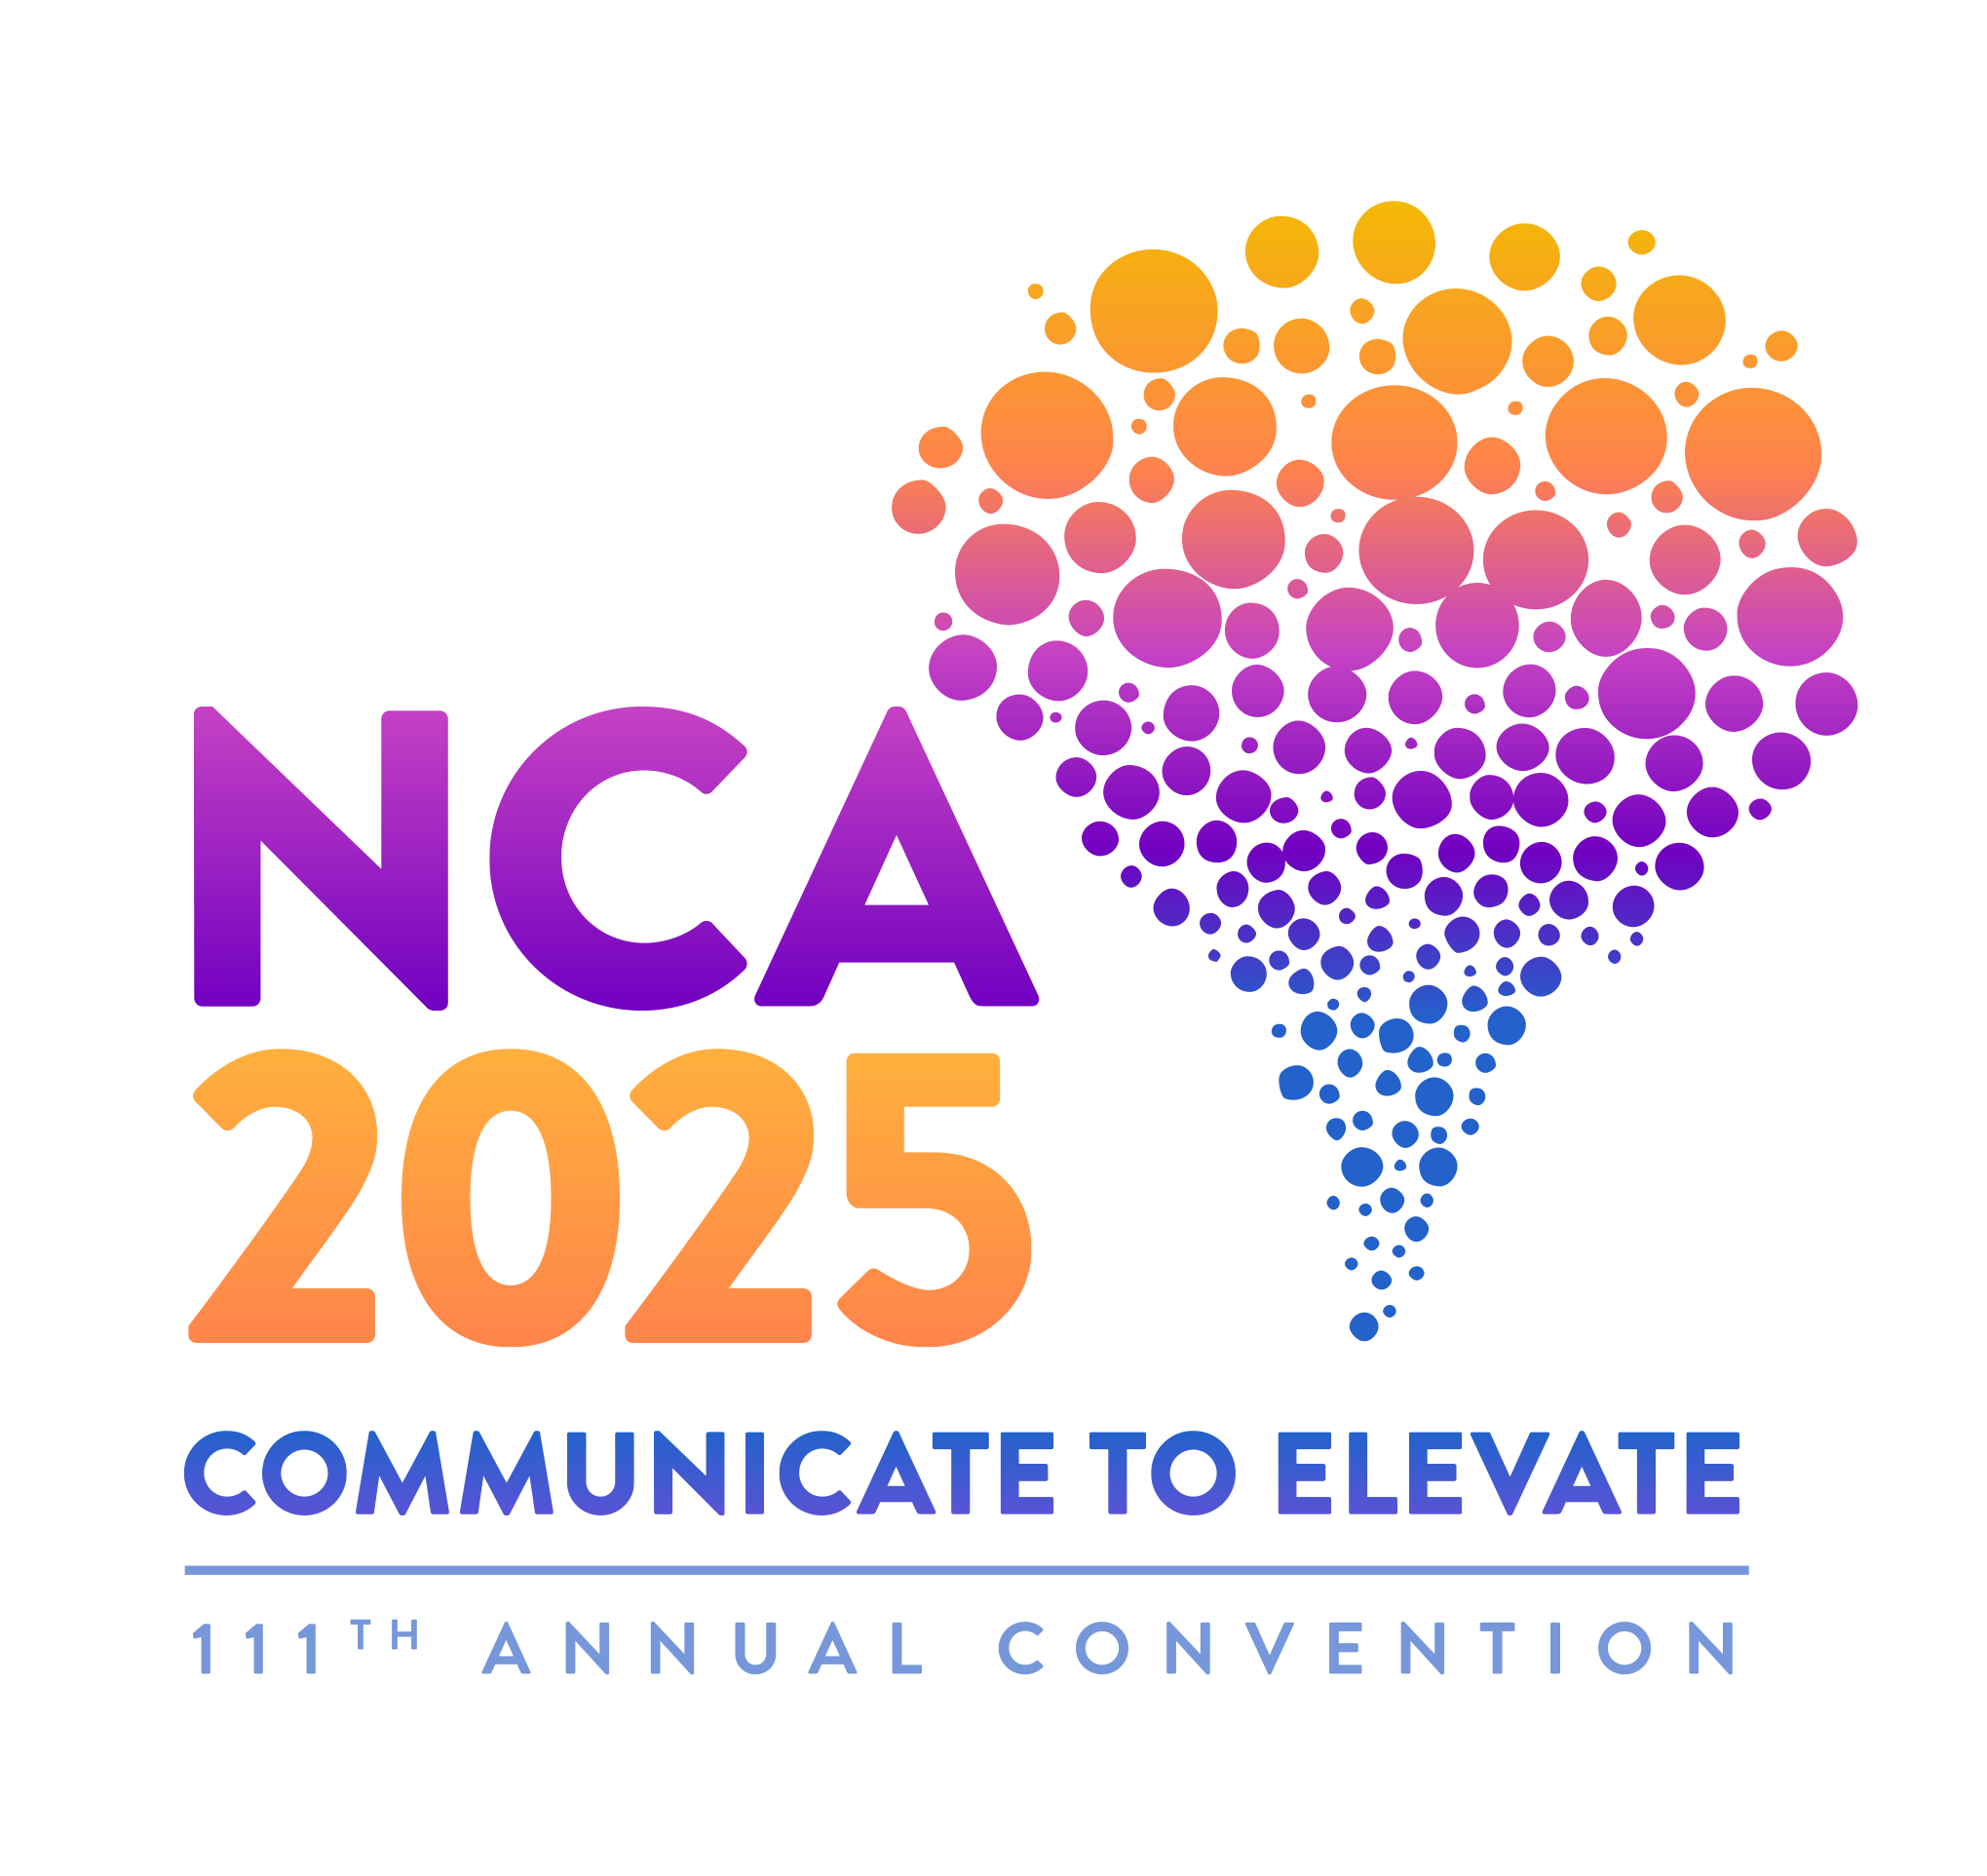 NCA
2025
COMMUNICATE TO ELEVATE
111TH ANNUAL CONVENTION